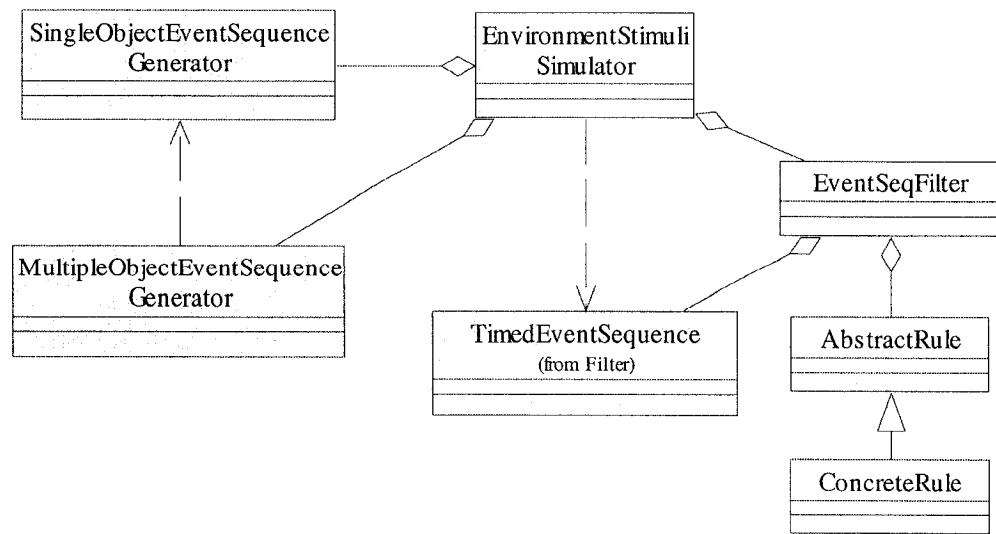 SingleObjectEventSequence
Generator
EnvironmentStimuli
Simulator
EventSeqFilter
MultipleObjectEventSequence
Generator
TimedEventSequence
(from Filter)
AbstractRule
ConcreteRule